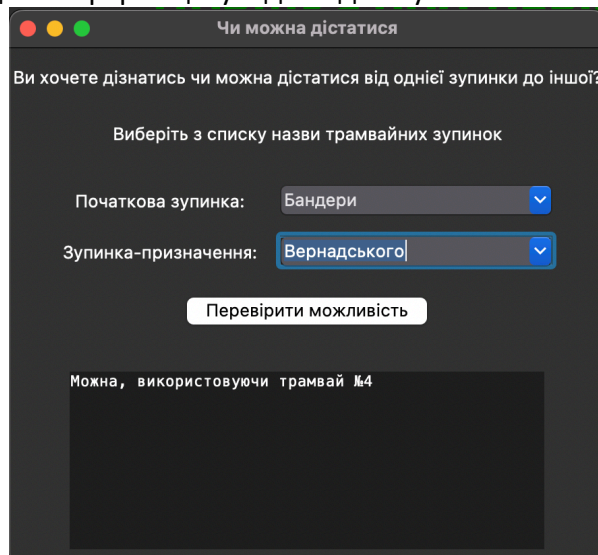 Чи можна дістатися
Ви хочете дізнатись чи можна дістатися від однієї зупинки до іншої?
Виберіть з списку назви трамвайних зупинок
Початкова зупинка: Бандери
Зупинка-призначення: Вернадського
Перевірити можливість
Можна, використовуючи трамвай №4